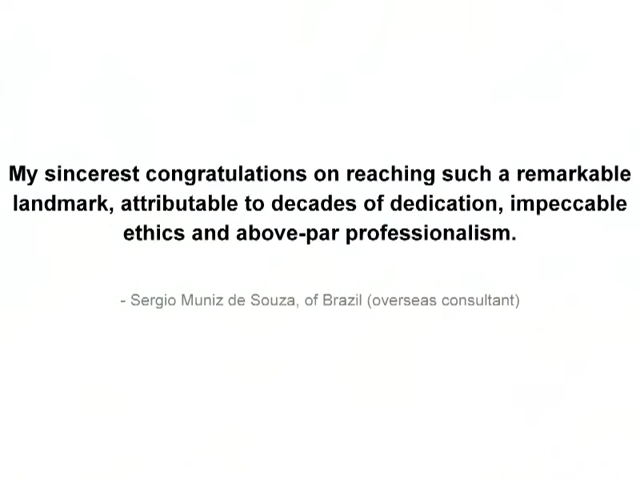 My sincerest congratulations on reaching such a remarkable
landmark, attributable to decades of dedication, impeccable
ethics and above-par professionalism.
- Sergio Muniz de Souza, of Brazil (overseas consultant)